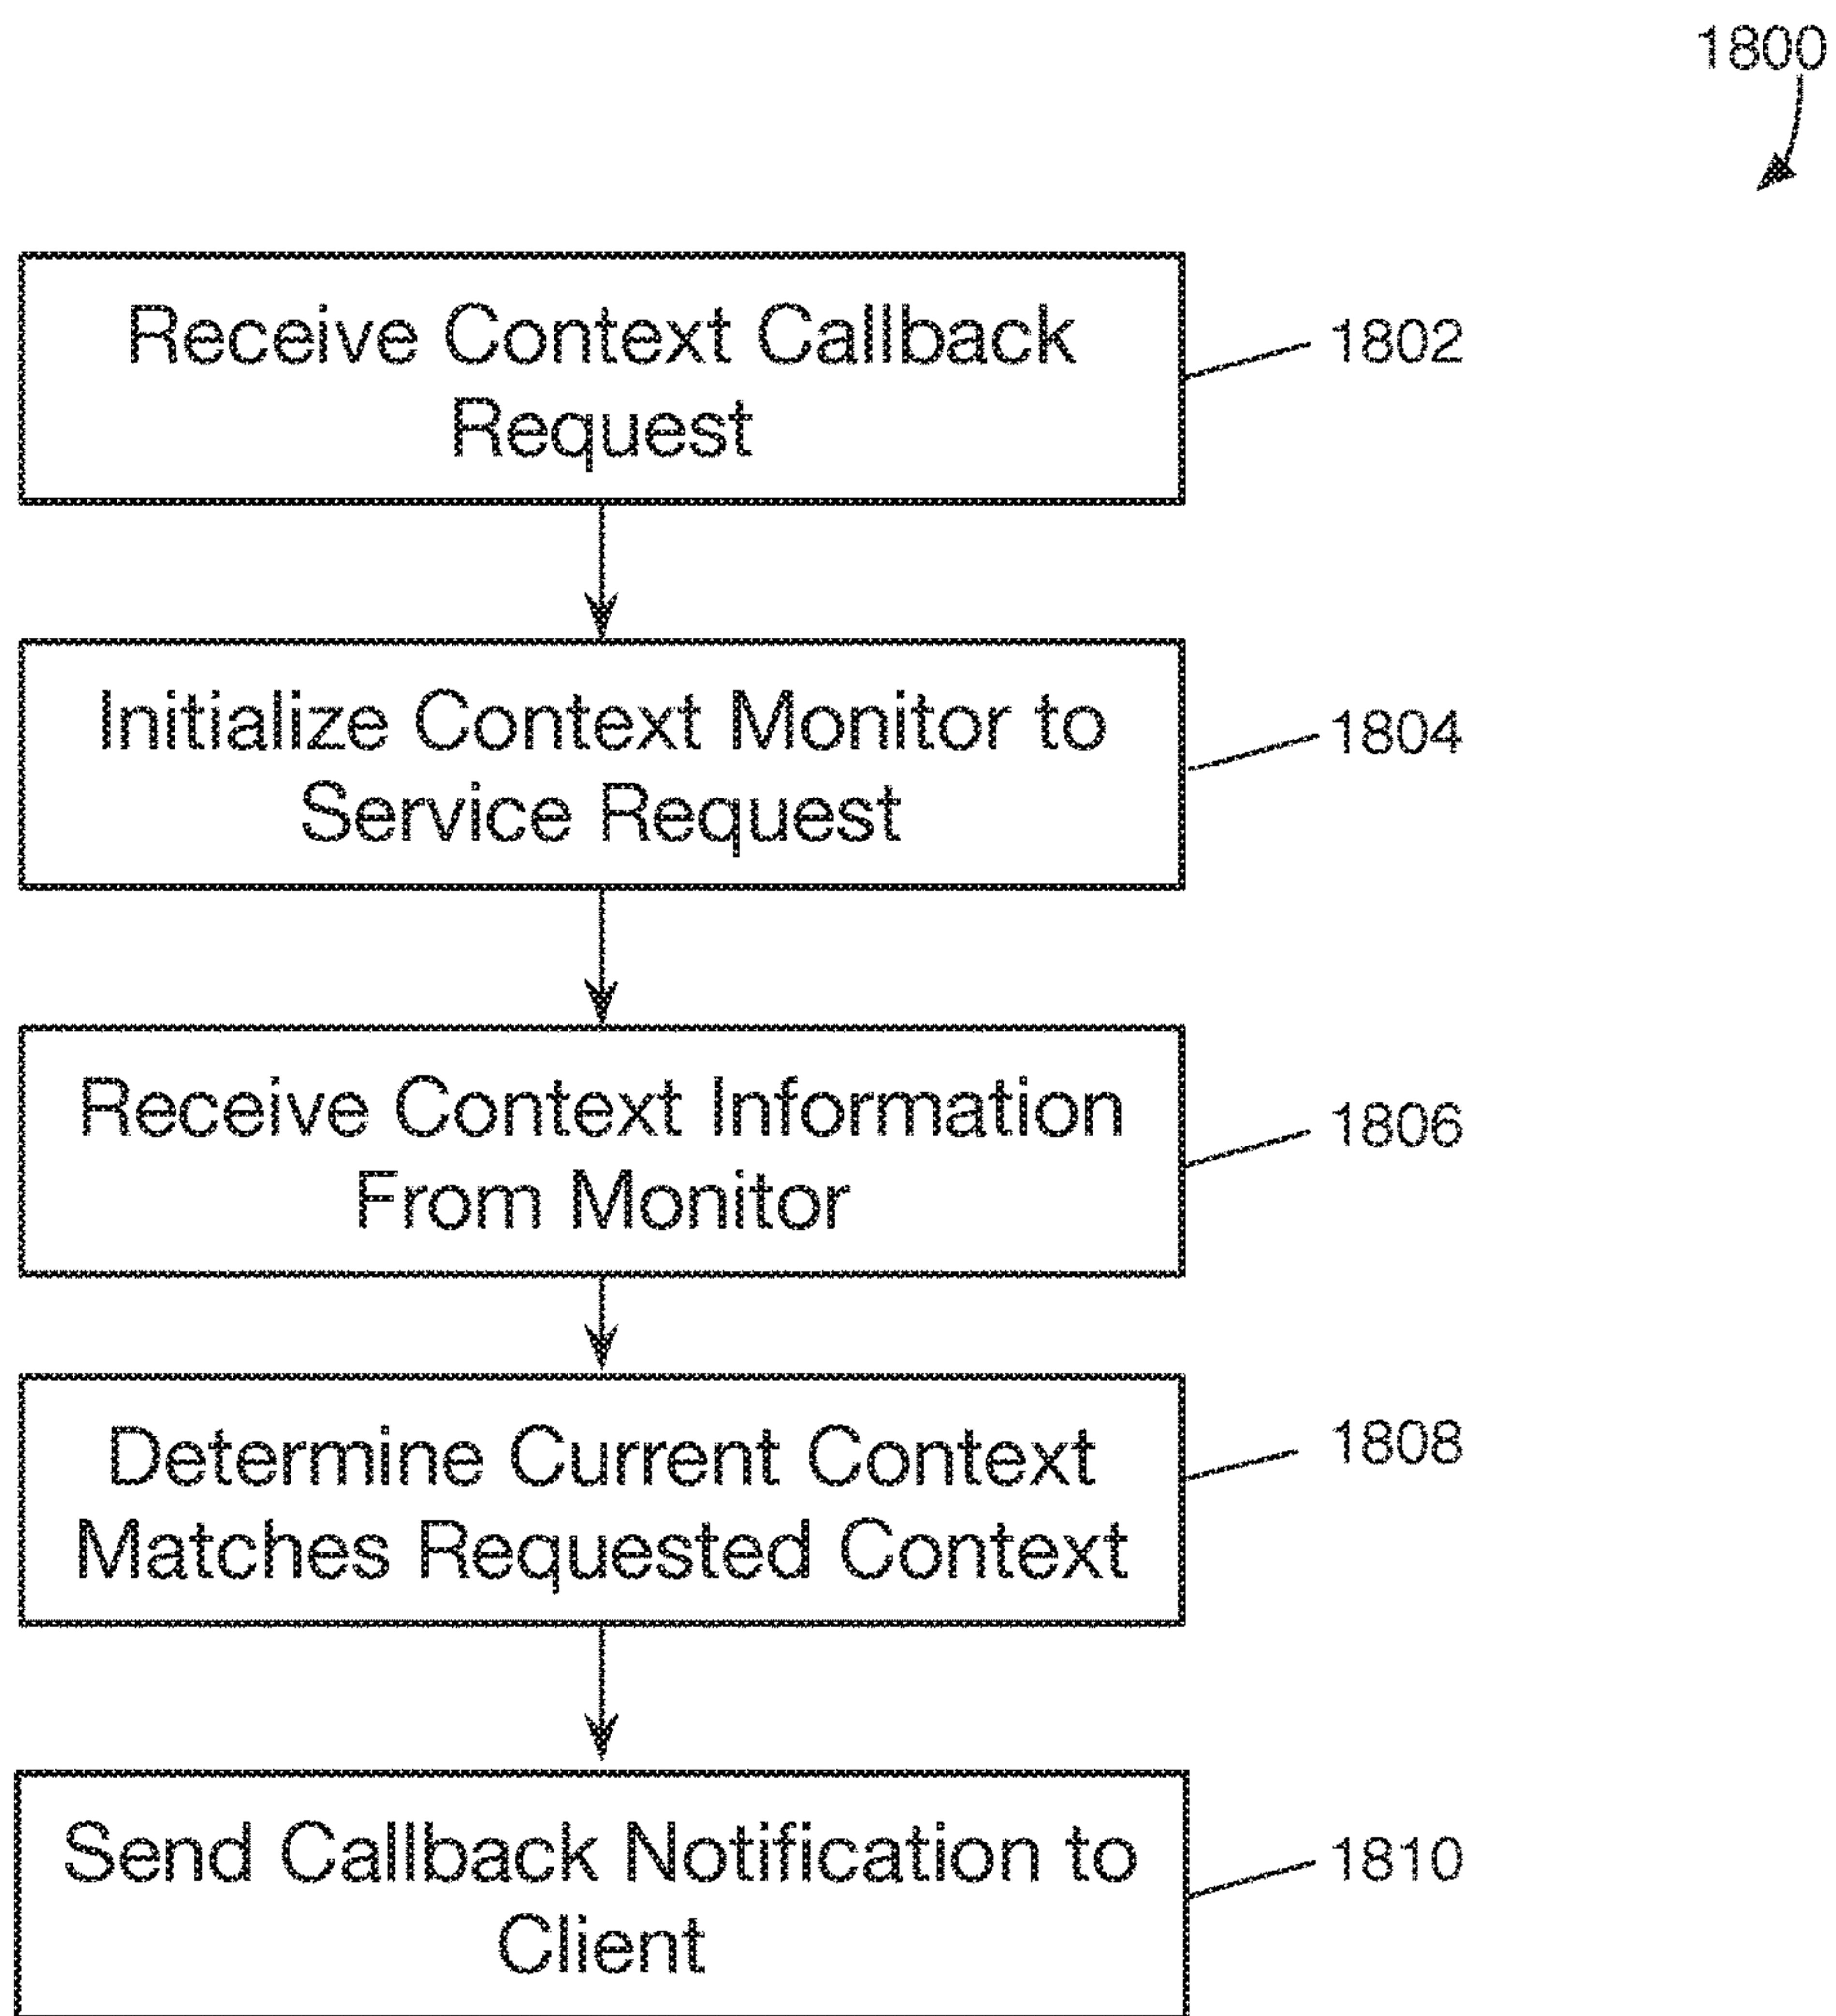 1800
Receive Context Callback
Request
1802
Initialize Context Monitor to
Service Request
1804
Receive Context Information
From Monitor
1806
Determine Current Context
Matches Requested Context
1808
Send Callback Notification to
Client
1810